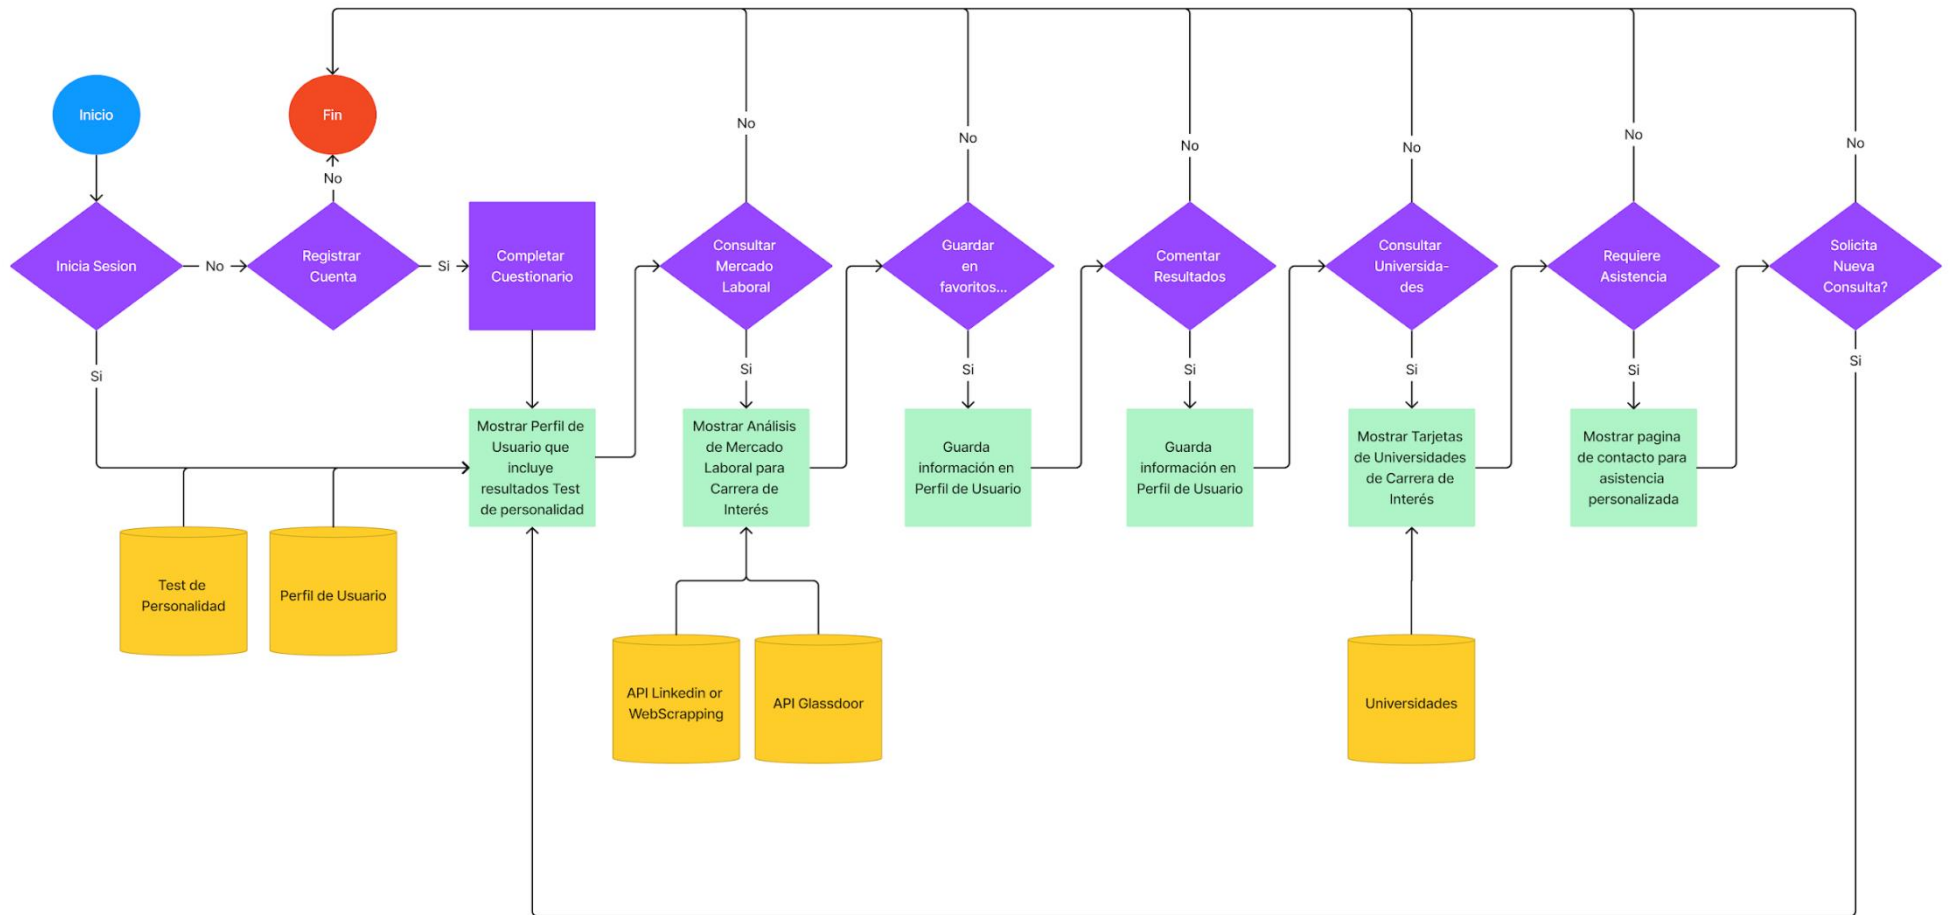 Inicio
Fin
No
No
No
No
No
No
No
Inicia Sesion
No
Registrar
Cuenta
Si
Completar
Cuestionario
Consultar
Mercado
Laboral
Guardar
en
favoritos...
Comentar
Resultados
Consultar
Universida-
des
Requiere
Asistencia
Solicita
Nueva
Consulta?
Si
Si
Si
Si
Si
Si
Si
Mostrar Perfil de
Usuario que
incluye
resultados Test
de personalidad
Mostrar Análisis
de Mercado
Laboral para
Carrera de
Interés
Guarda
información en
Perfil de Usuario
Guarda
información en
Perfil de Usuario
Mostrar Tarjetas
de Universidades
de Carrera de
Interés
Mostrar pagina
de contacto para
asistencia
personalizada
Test de
Personalidad
Perfil de Usuario
API Linkedin or
WebScrapping
API Glassdoor
Universidades